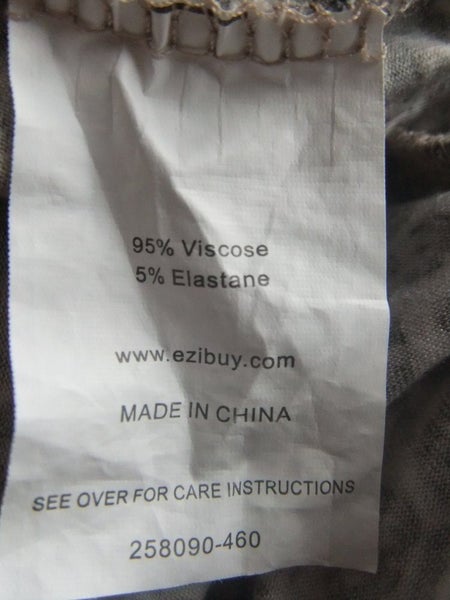 95% Viscose
5% Elastane
www.ezibuy.com
MADE IN CHINA
SEE OVER FOR CARE INSTRUCTIONS
258090-460